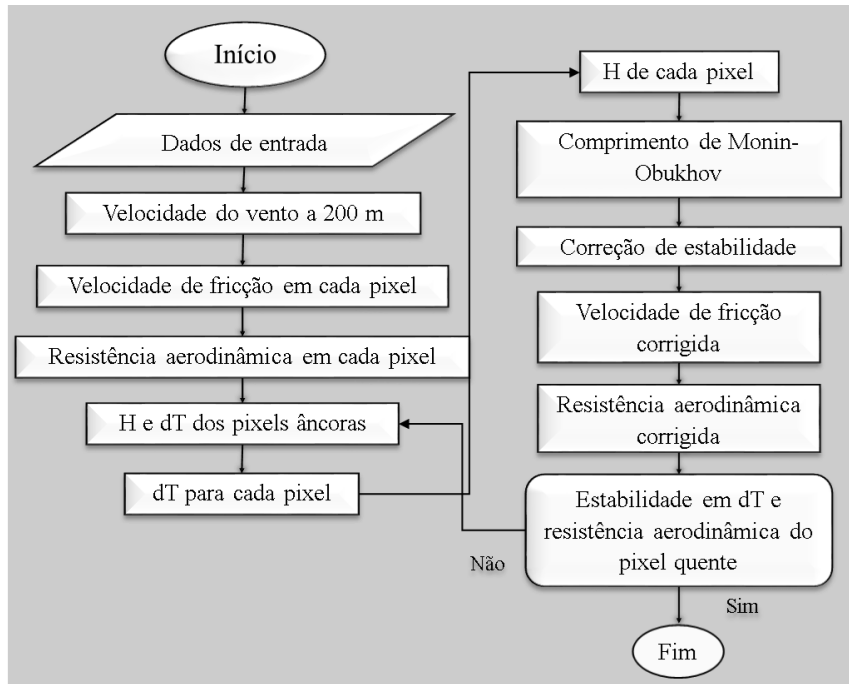 Início
Dados de entrada
Velocidade do vento a 200 m
Velocidade de fricção em cada pixel
Resistência aerodinâmica em cada pixel
H e dT dos pixels âncoras
dT para cada pixel
H de cada pixel
Comprimento de Monin-
Obukhov
Correção de estabilidade
Velocidade de fricção
corrigida
Resistência aerodinâmica
corrigida
Estabilidade em dT e
resistência aerodinâmica do
pixel quente
Não
Sim
Fim